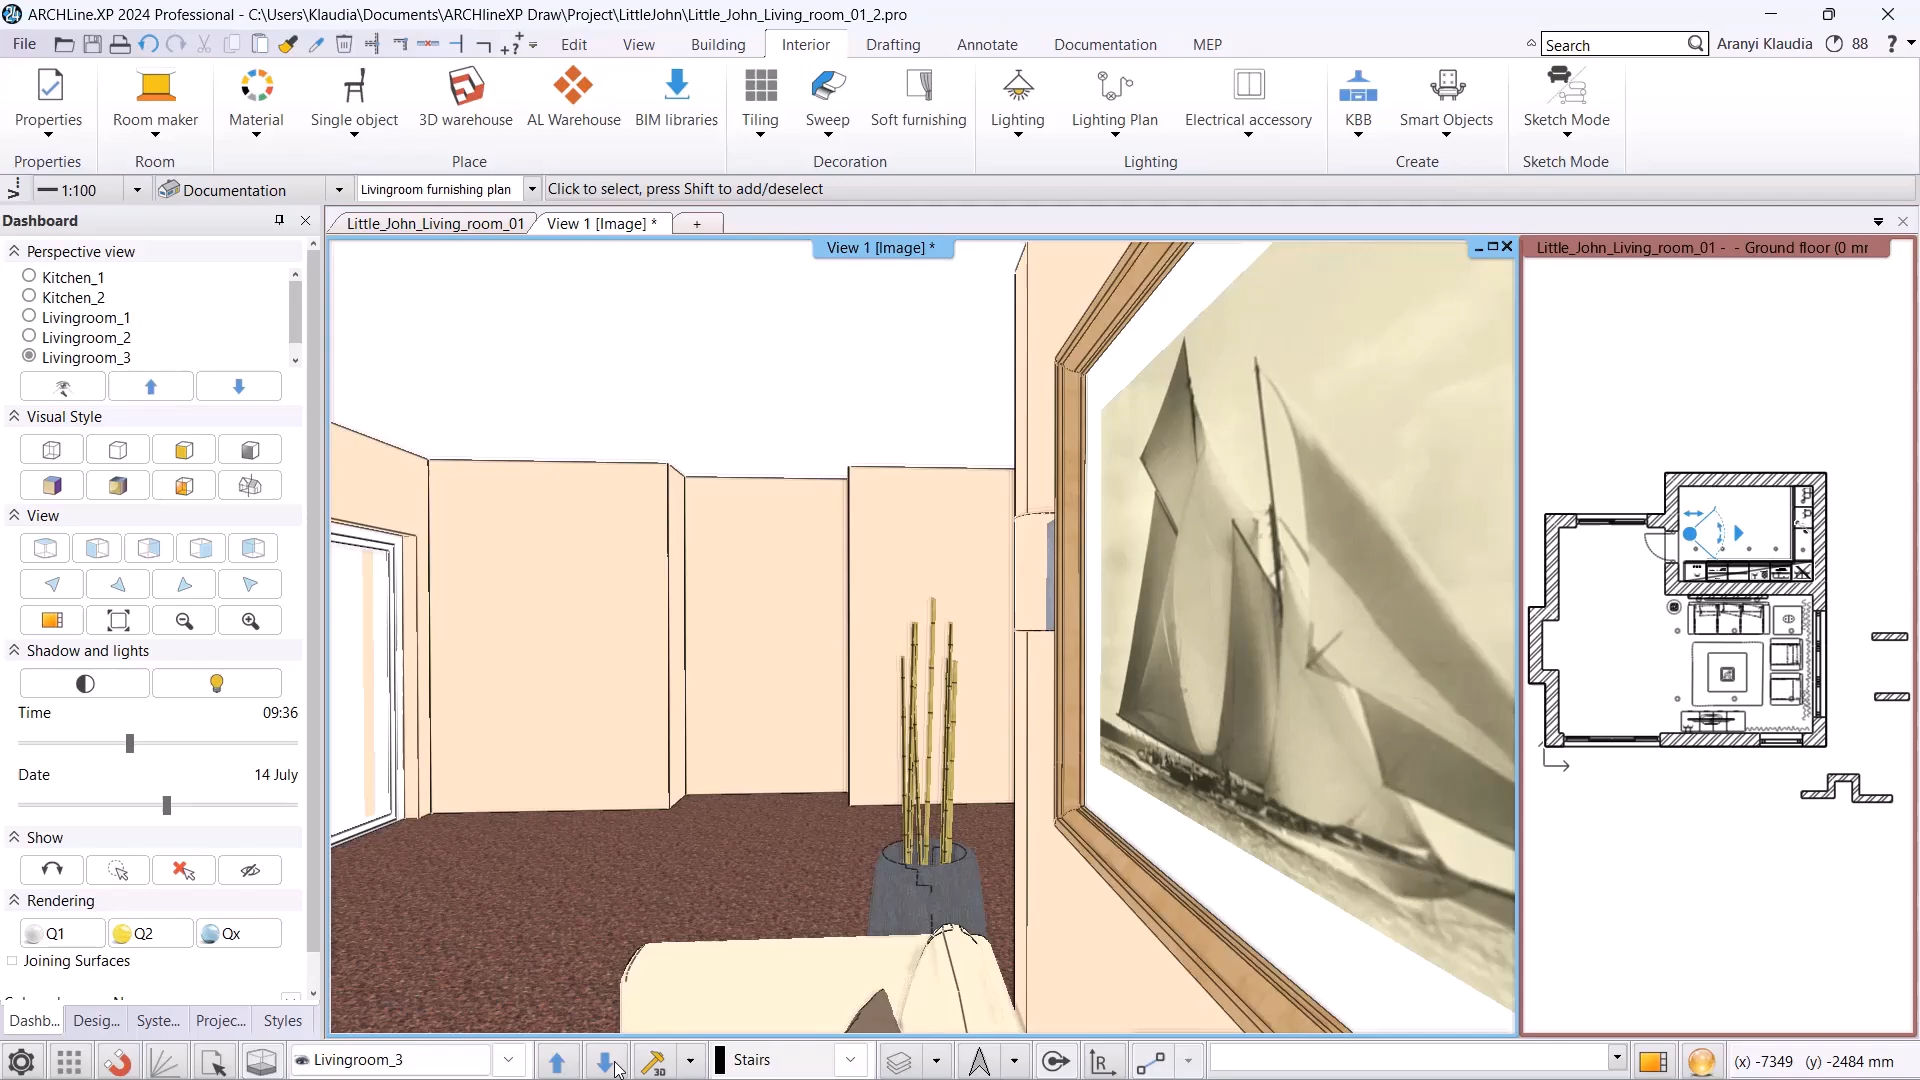 ARCHLine.XP 2024 Professional - C:\Users\Klaudia\Documents\ARCHlineXP Draw\Project\LittleJohn\Little_John_Living_room_01_2.pro
File Edit View Building Interior Drafting Annotate Documentation MEP Search Aranyi Klaudia 88 ?
Properties Room maker Material Single object 3D warehouse AL Warehouse BIM libraries Tiling Sweep Soft furnishing Lighting Lighting Plan Electrical accessory KBB Smart Objects Sketch Mode
Properties Room Place Decoration Lighting Create Sketch Mode
1:100 Documentation Livingroom furnishing plan Click to select, press Shift to add/deselect
Dashboard
Little_John_Living_room_01 View 1 [Image] * +
View 1 [Image] *
Little_John_Living_room_01 - - Ground floor (0 mr
Perspective view
Kitchen_1
Kitchen_2
Livingroom_1
Livingroom_2
Livingroom_3
Visual Style
View
Shadow and lights
Time 09:36
Date 14 July
Show
Rendering
Q1 Q2 Qx
Joining Surfaces
Dashb... Desig... Syste... Projec... Styles
Livingroom_3 3D Stairs (x) -7349 (y) -2484 mm